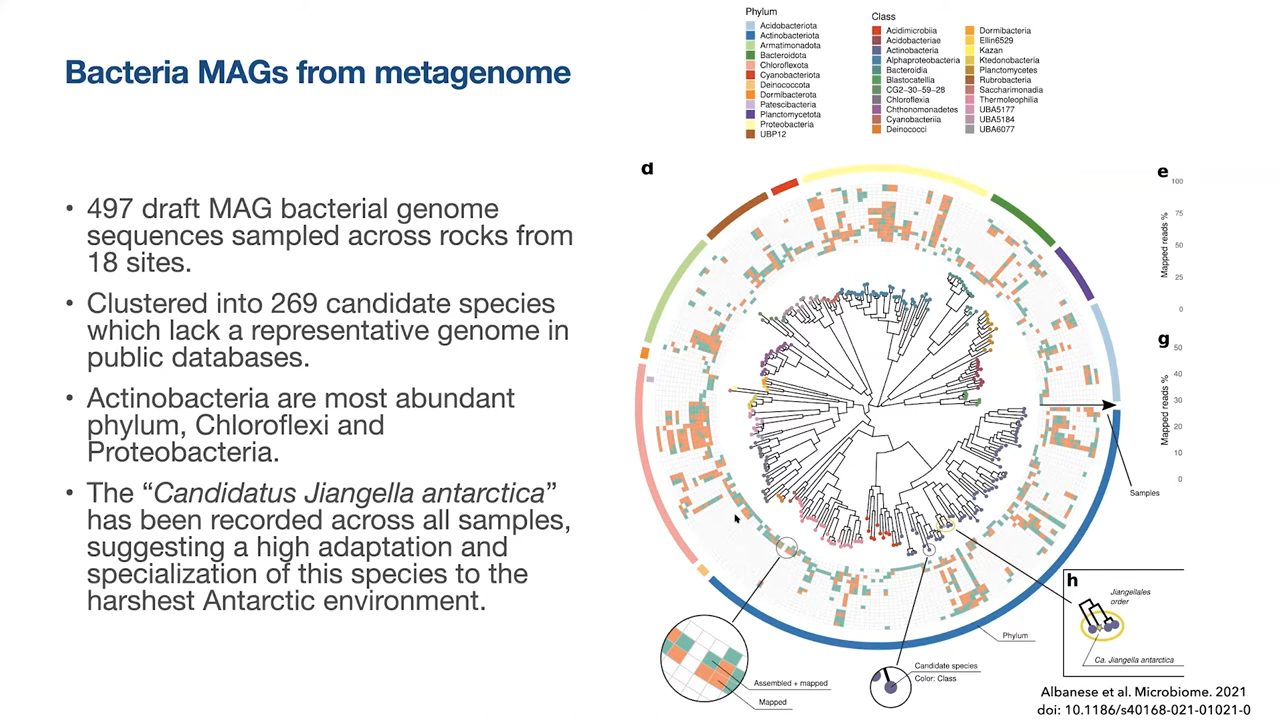 Bacteria MAGs from metagenome
• 497 draft MAG bacterial genome
sequences sampled across rocks from
18 sites.
• Clustered into 269 candidate species
which lack a representative genome in
public databases.
• Actinobacteria are most abundant
phylum, Chloroflexi and
Proteobacteria.
• The “Candidatus Jiangella antarctica”
has been recorded across all samples,
suggesting a high adaptation and
specialization of this species to the
harshest Antarctic environment.
Phylum
Acidobacteriota
Actinobacteriota
Armatimonadota
Bacteroidota
Chloroflexota
Cyanobacteriota
Deinococcota
Dormibacterota
Patescibacteria
Planctomycetota
Proteobacteria
UBP12
Class
Acidimicrobiia
Acidobacteriae
Actinobacteria
Alphaproteobacteria
Bacteroidia
Blastocatellia
CG2-30-59-28
Chloroflexia
Chthonomonadetes
Cyanobacteriia
Deinococci
Dormibacteria
Ellin6529
Kazan
Ktedonobacteria
Planctomycetes
Rubrobacteria
Saccharimonadia
Thermoleophilia
UBA5177
UBA5184
UBA6077
d
e
100
75
50
25
0
Mapped reads %
g
50
40
30
20
10
0
Mapped reads %
Samples
h
Jiangellales
order
Ca. Jiangella antarctica
Phylum
Candidate species
Color: Class
Assembled + mapped
Mapped
Albanese et al. Microbiome. 2021
doi: 10.1186/s40168-021-01021-0